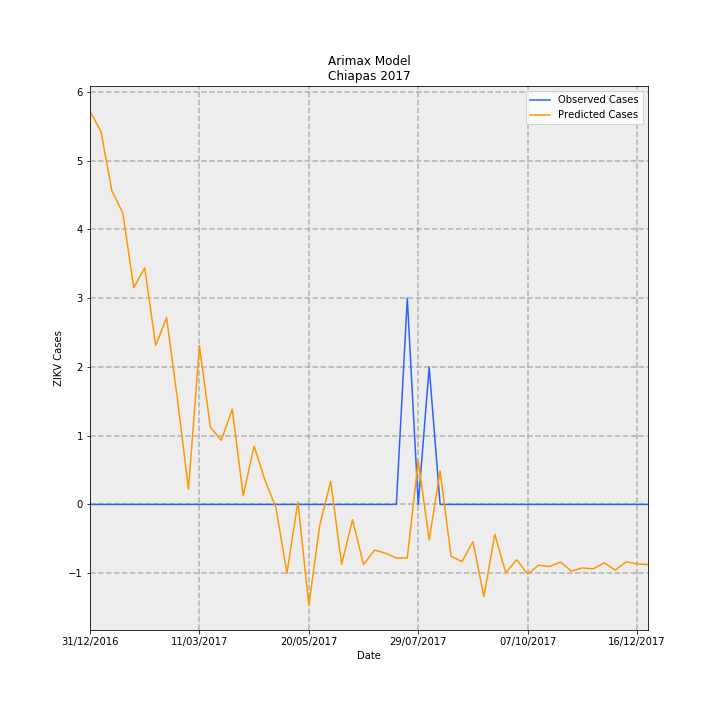 Arimax Model
Chiapas 2017
Observed Cases
Predicted Cases
6
5
4
3
2
1
0
−1
ZIKV Cases
31/12/2016 11/03/2017 20/05/2017 29/07/2017 07/10/2017 16/12/2017
Date